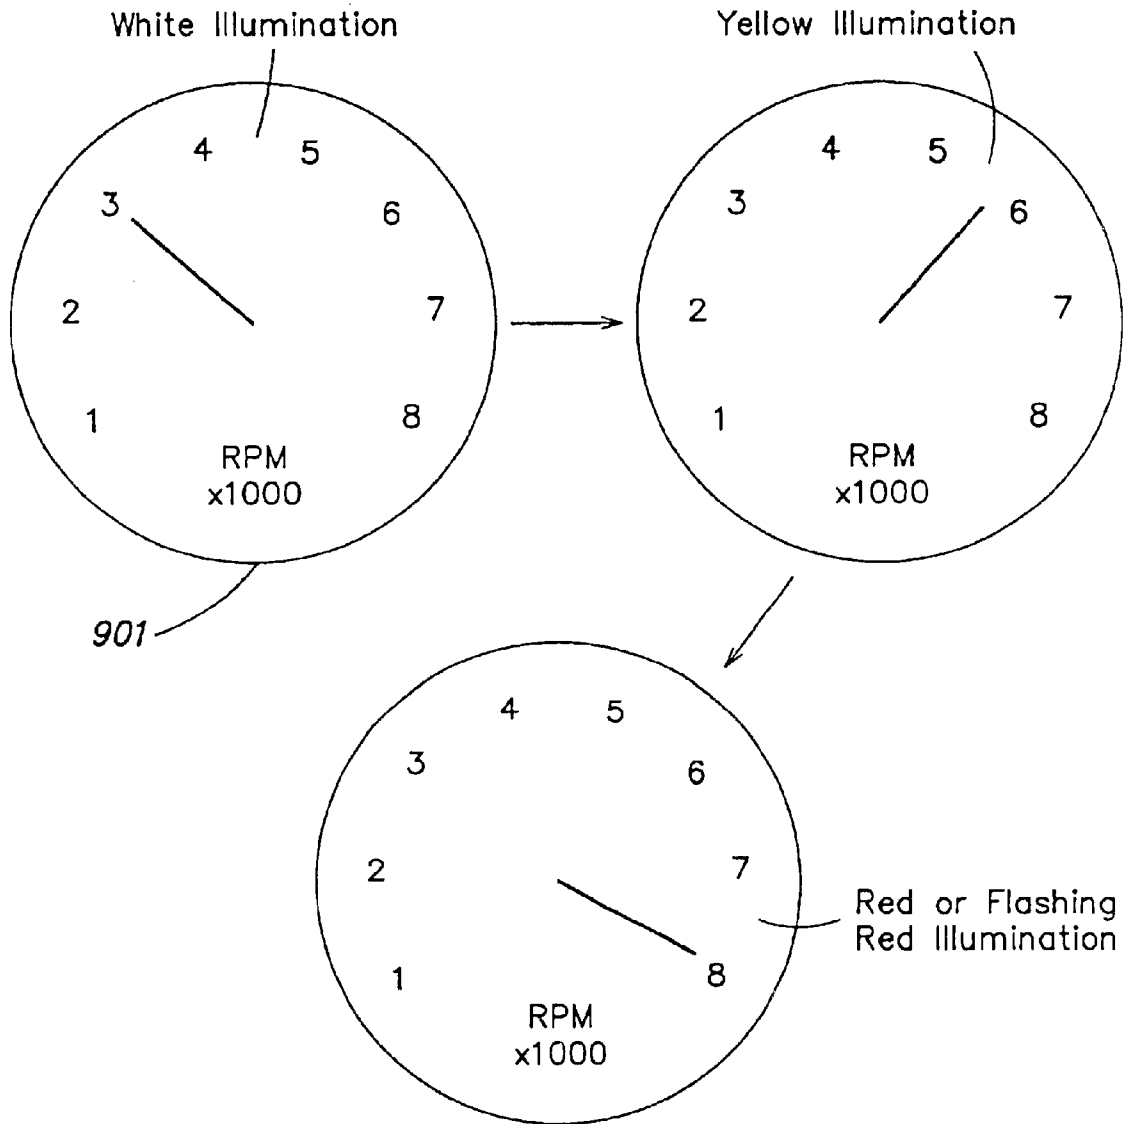 White Illumination
4 5
3 6
2 7
1 8
RPM
x1000
901
Yellow Illumination
4 5
3 6
2 7
1 8
RPM
x1000
4 5
3 6
2 7
1 8
RPM
x1000
Red or Flashing
Red Illumination